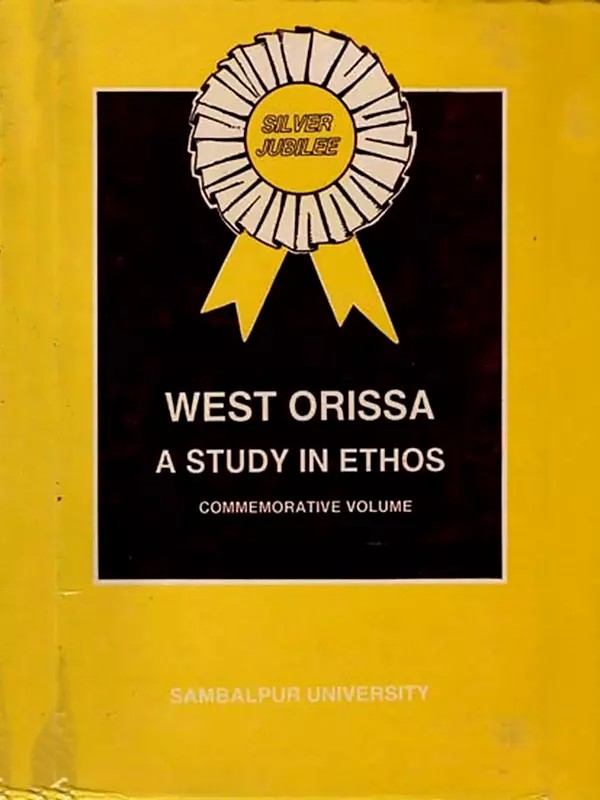 SILVER
JUBILEE
WEST ORISSA
A STUDY IN ETHOS
COMMEMORATIVE VOLUME
SAMBALPUR UNIVERSITY